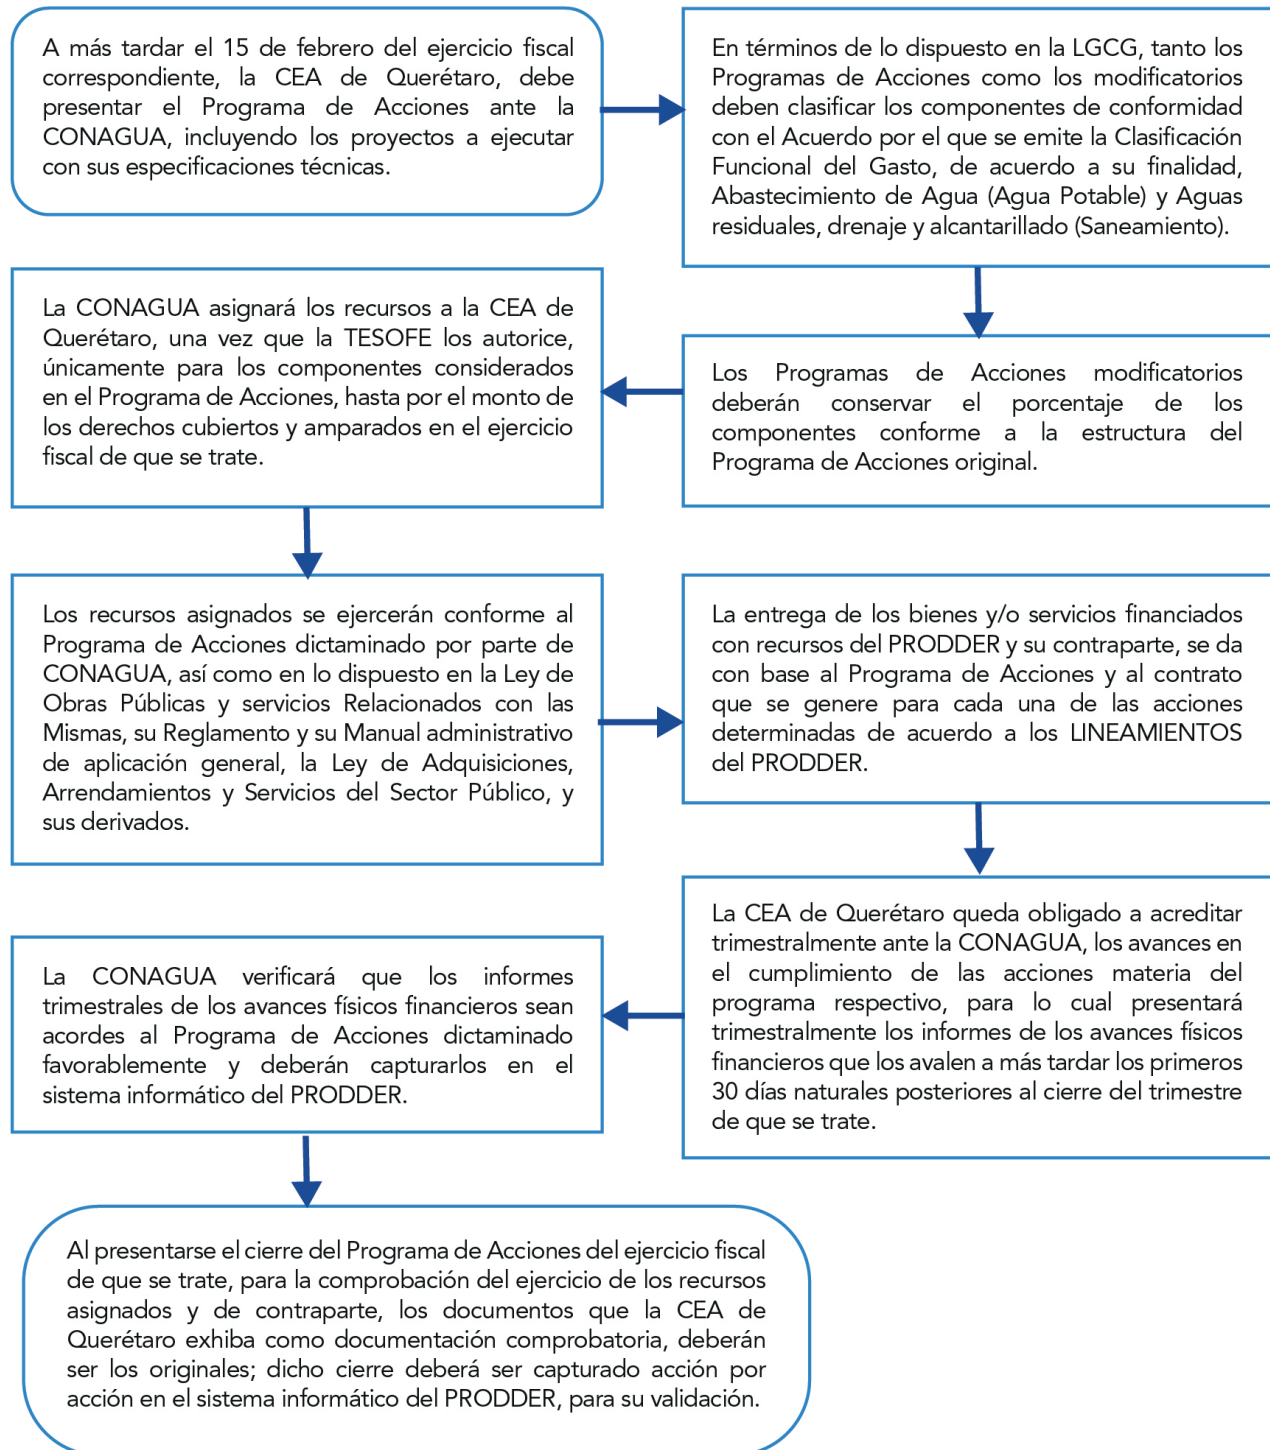 A más tardar el 15 de febrero del ejercicio fiscal
correspondiente, la CEA de Querétaro, debe
presentar el Programa de Acciones ante la
CONAGUA, incluyendo los proyectos a ejecutar
con sus especificaciones técnicas.
En términos de lo dispuesto en la LGCG, tanto los
Programas de Acciones como los modificatorios
deben clasificar los componentes de conformidad
con el Acuerdo por el que se emite la Clasificación
Funcional del Gasto, de acuerdo a su finalidad,
Abastecimiento de Agua (Agua Potable) y Aguas
residuales, drenaje y alcantarillado (Saneamiento).
Los Programas de Acciones modificatorios
deberán conservar el porcentaje de los
componentes conforme a la estructura del
Programa de Acciones original.
La CONAGUA asignará los recursos a la CEA de
Querétaro, una vez que la TESOFE los autorice,
únicamente para los componentes considerados
en el Programa de Acciones, hasta por el monto de
los derechos cubiertos y amparados en el ejercicio
fiscal de que se trate.
Los recursos asignados se ejercerán conforme al
Programa de Acciones dictaminado por parte de
CONAGUA, así como en lo dispuesto en la Ley de
Obras Públicas y servicios Relacionados con las
Mismas, su Reglamento y su Manual administrativo
de aplicación general, la Ley de Adquisiciones,
Arrendamientos y Servicios del Sector Público, y
sus derivados.
La entrega de los bienes y/o servicios financiados
con recursos del PRODDER y su contraparte, se da
con base al Programa de Acciones y al contrato
que se genere para cada una de las acciones
determinadas de acuerdo a los LINEAMIENTOS
del PRODDER.
La CEA de Querétaro queda obligado a acreditar
trimestralmente ante la CONAGUA, los avances en
el cumplimiento de las acciones materia del
programa respectivo, para lo cual presentará
trimestralmente los informes de los avances físicos
financieros que los avalen a más tardar los primeros
30 días naturales posteriores al cierre del trimestre
de que se trate.
La CONAGUA verificará que los informes
trimestrales de los avances físicos financieros sean
acordes al Programa de Acciones dictaminado
favorablemente y deberán capturarlos en el
sistema informático del PRODDER.
Al presentarse el cierre del Programa de Acciones del ejercicio fiscal
de que se trate, para la comprobación del ejercicio de los recursos
asignados y de contraparte, los documentos que la CEA de
Querétaro exhiba como documentación comprobatoria, deberán
ser los originales; dicho cierre deberá ser capturado acción por
acción en el sistema informático del PRODDER, para su validación.